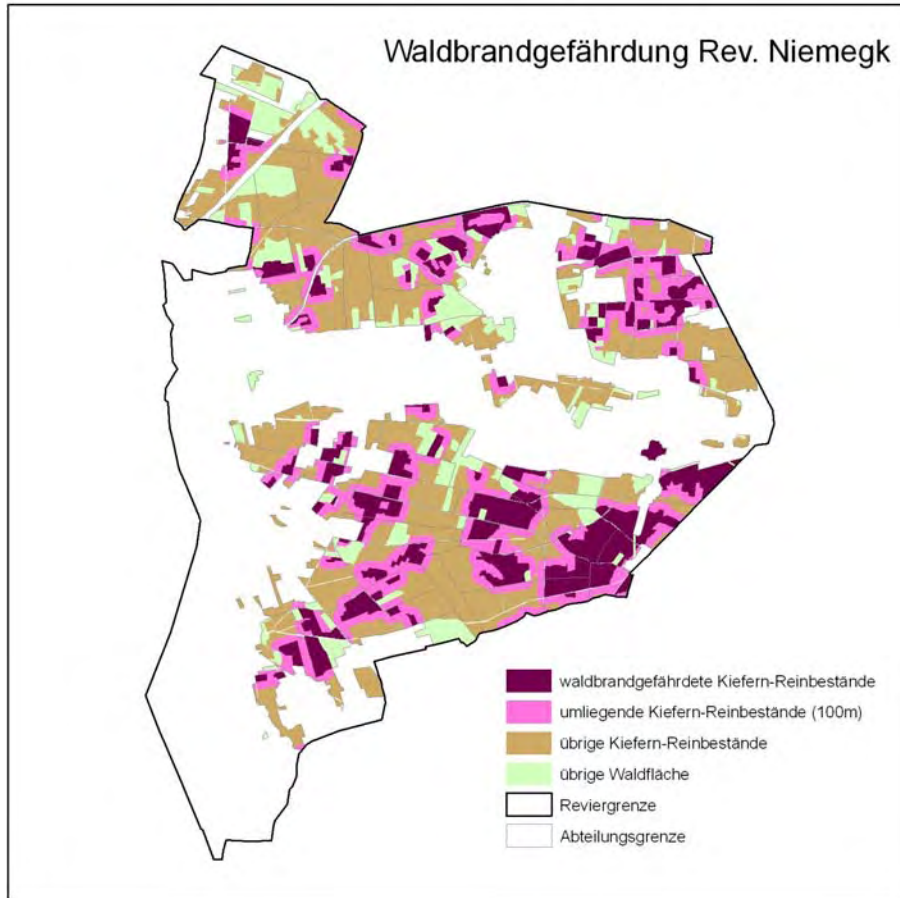 Waldbrandgefährdung Rev. Niemegk
waldbrandgefährdete Kiefern-Reinbestände
umliegende Kiefern-Reinbestände (100m)
übrige Kiefern-Reinbestände
übrige Waldfläche
Reviergrenze
Abteilungsgrenze